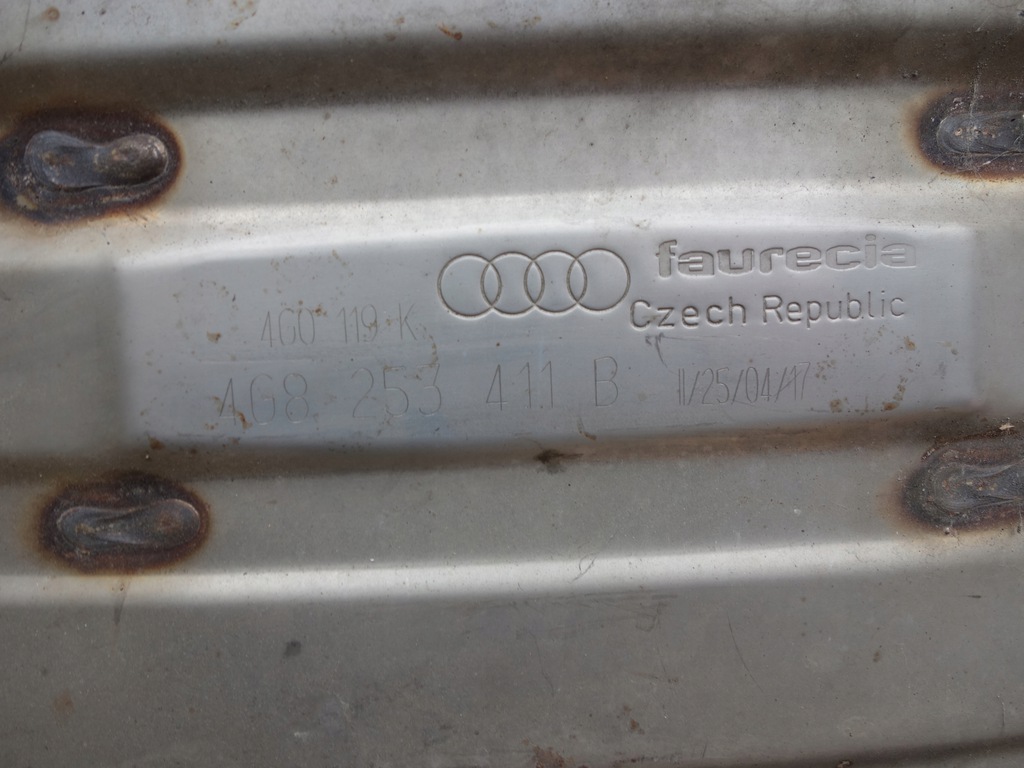 faurecia
Czech Republic
4G0 119 K
4G8 253 411 B 11/25/04/17